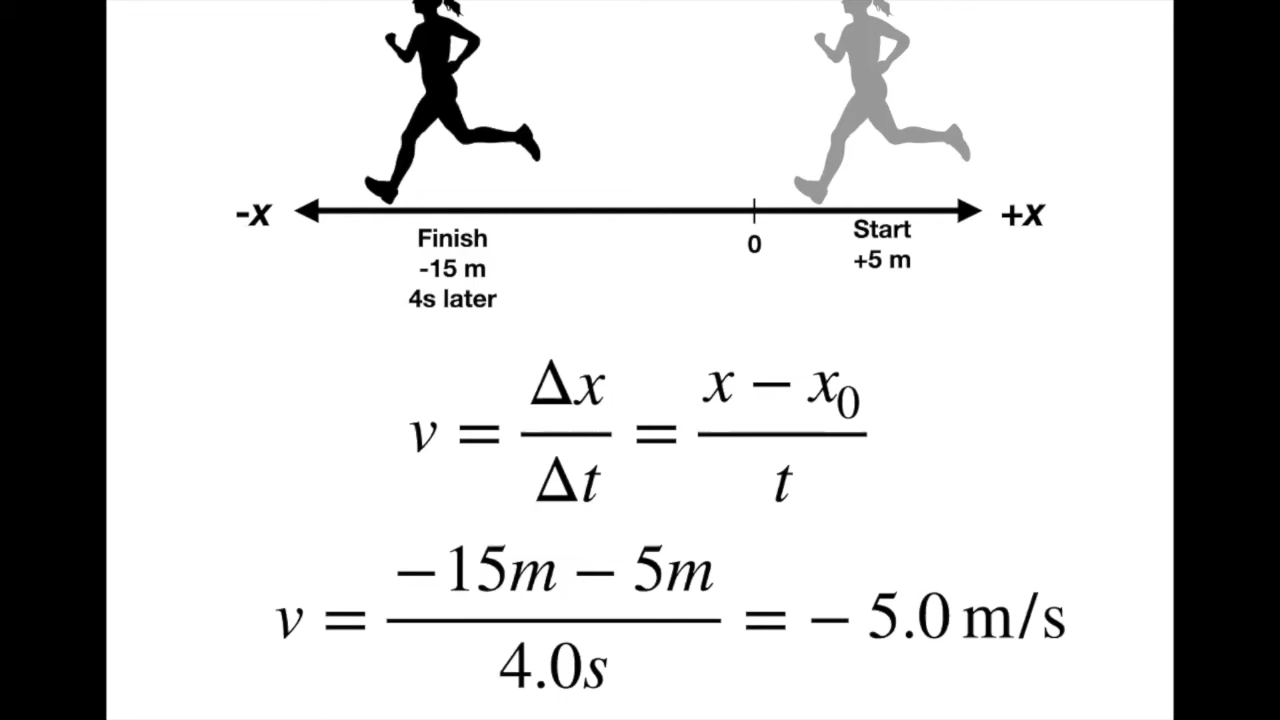 -x +x
0
Start
+5 m
Finish
-15 m
4s later
v = Δx/Δt = (x − x₀)/t
v = (−15m − 5m)/4.0s = − 5.0 m/s